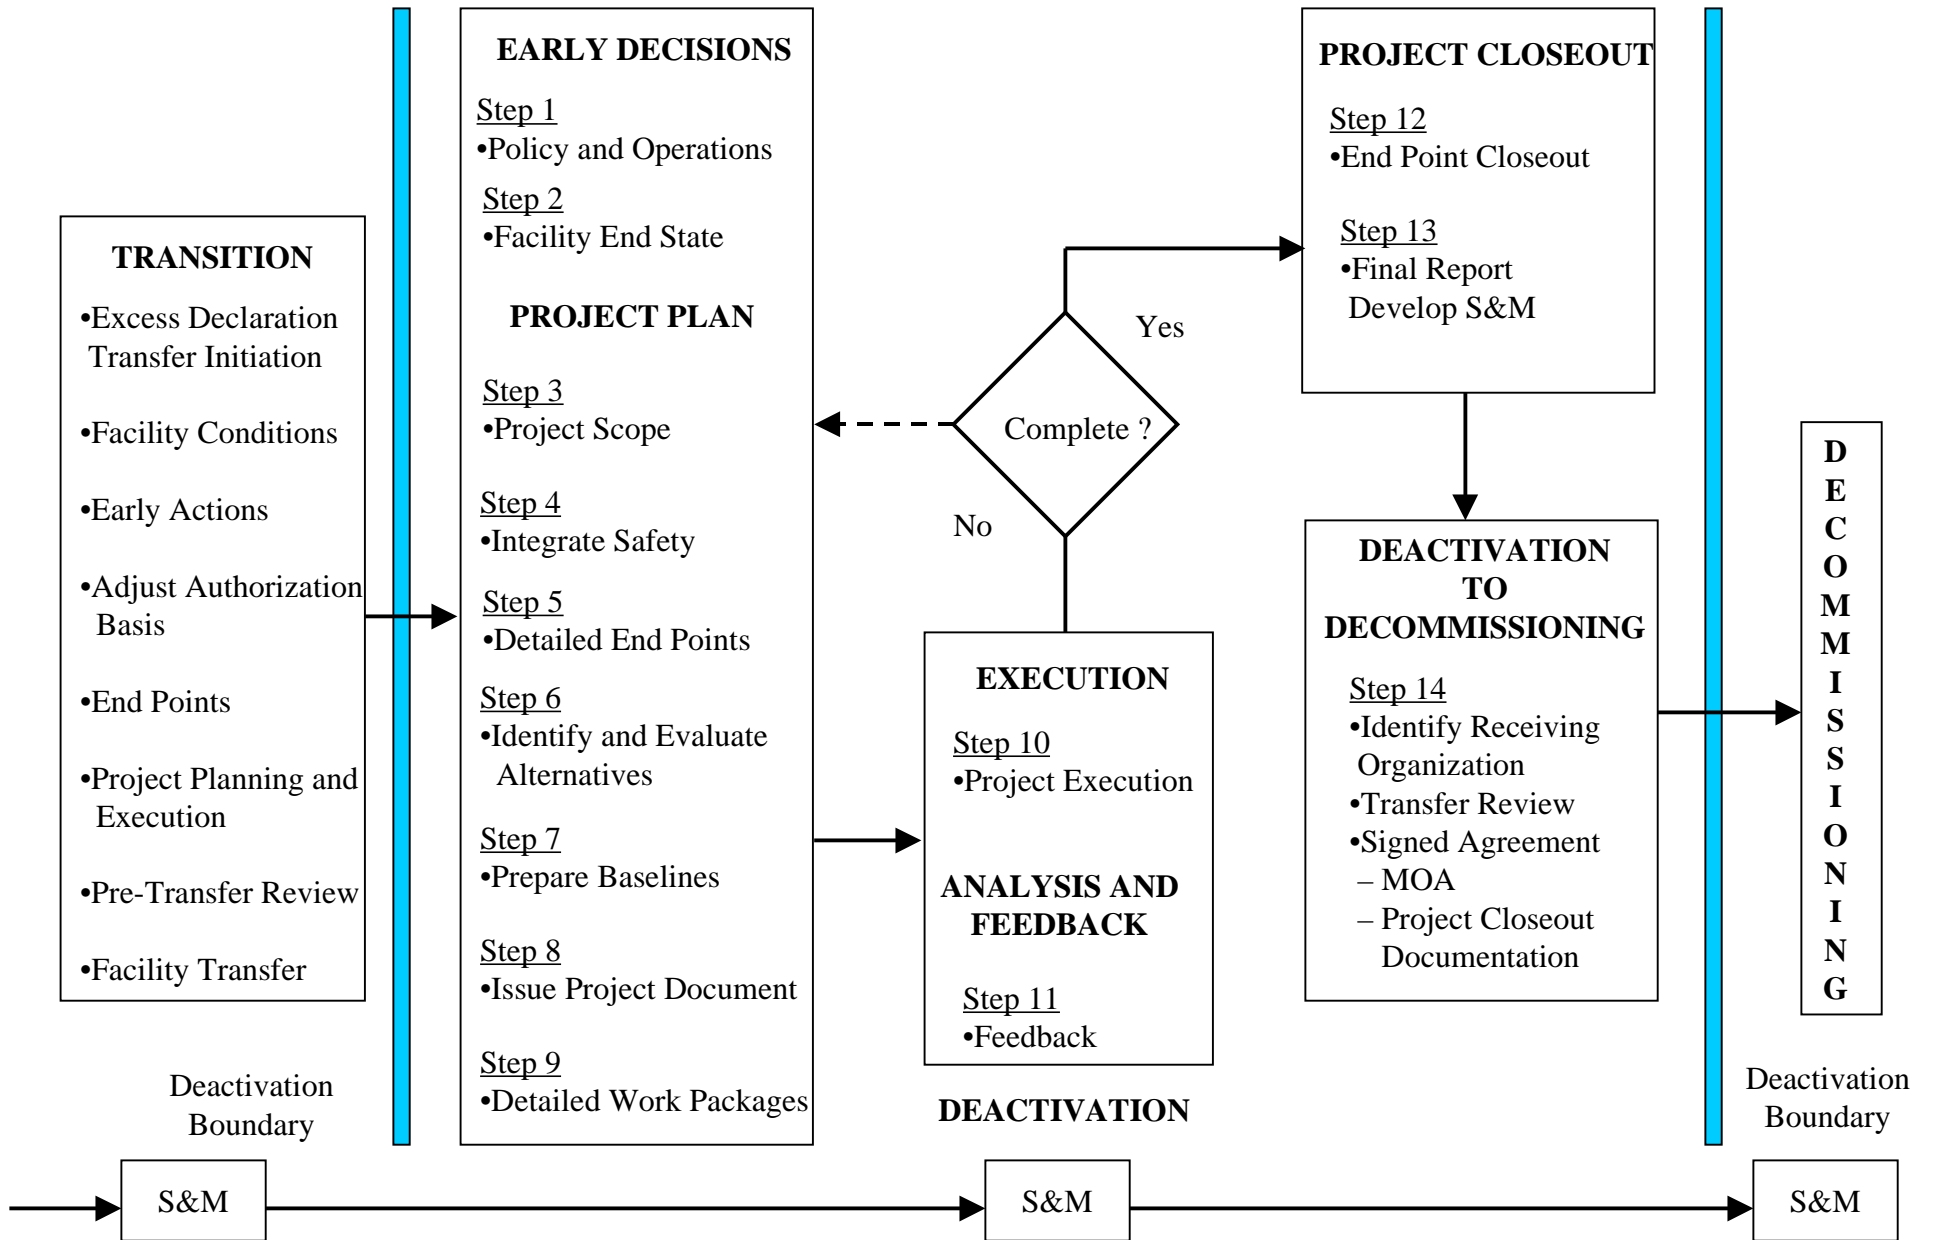 TRANSITION
•Excess Declaration
Transfer Initiation
•Facility Conditions
•Early Actions
•Adjust Authorization
Basis
•End Points
•Project Planning and
Execution
•Pre-Transfer Review
•Facility Transfer
Deactivation
Boundary
EARLY DECISIONS
Step 1
•Policy and Operations
Step 2
•Facility End State
PROJECT PLAN
Step 3
•Project Scope
Step 4
•Integrate Safety
Step 5
•Detailed End Points
Step 6
•Identify and Evaluate
Alternatives
Step 7
•Prepare Baselines
Step 8
•Issue Project Document
Step 9
•Detailed Work Packages
Complete ?
Yes
No
EXECUTION
Step 10
•Project Execution
ANALYSIS AND
FEEDBACK
Step 11
•Feedback
DEACTIVATION
PROJECT CLOSEOUT
Step 12
•End Point Closeout
Step 13
•Final Report
Develop S&M
DEACTIVATION
TO
DECOMMISSIONING
Step 14
•Identify Receiving
Organization
•Transfer Review
•Signed Agreement
– MOA
– Project Closeout
Documentation
D
E
C
O
M
M
I
S
S
I
O
N
I
N
G
Deactivation
Boundary
S&M
S&M
S&M